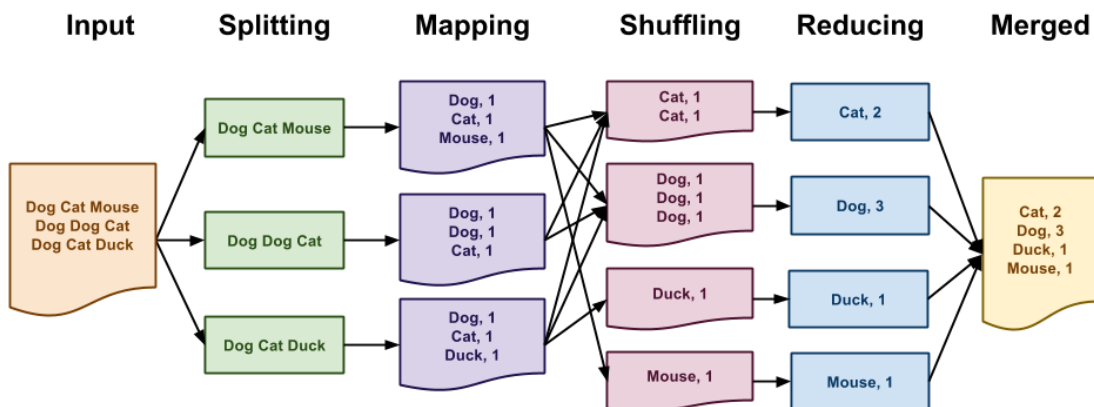 Input
Splitting
Mapping
Shuffling
Reducing
Merged
Dog Cat Mouse
Dog Dog Cat
Dog Cat Duck
Dog Cat Mouse
Dog Dog Cat
Dog Cat Duck
Dog, 1
Cat, 1
Mouse, 1
Dog, 1
Dog, 1
Cat, 1
Dog, 1
Cat, 1
Duck, 1
Cat, 1
Cat, 1
Dog, 1
Dog, 1
Dog, 1
Duck, 1
Mouse, 1
Cat, 2
Dog, 3
Duck, 1
Mouse, 1
Cat, 2
Dog, 3
Duck, 1
Mouse, 1